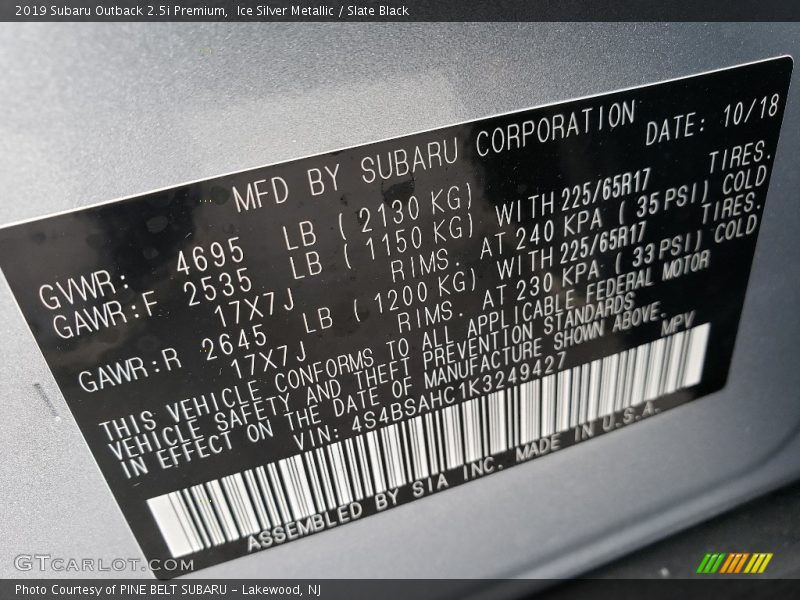 2019 Subaru Outback 2.5i Premium,  Ice Silver Metallic / Slate Black
MFD BY SUBARU CORPORATION DATE: 10/18
GVWR: 4695 LB ( 2130 KG)
GAWR:F 2535 LB ( 1150 KG) WITH 225/65R17 TIRES.
17X7J RIMS. AT 240 KPA ( 35 PSI) COLD
GAWR:R 2645 LB ( 1200 KG) WITH 225/65R17 TIRES.
17X7J RIMS. AT 230 KPA ( 33 PSI) COLD
THIS VEHICLE CONFORMS TO ALL APPLICABLE FEDERAL MOTOR
VEHICLE SAFETY AND THEFT PREVENTION STANDARDS
IN EFFECT ON THE DATE OF MANUFACTURE SHOWN ABOVE.
VIN: 4S4BSAHC1K3249427 MPV
ASSEMBLED BY SIA INC. MADE IN U.S.A.
GTcarlot.com
Photo Courtesy of PINE BELT SUBARU - Lakewood, NJ